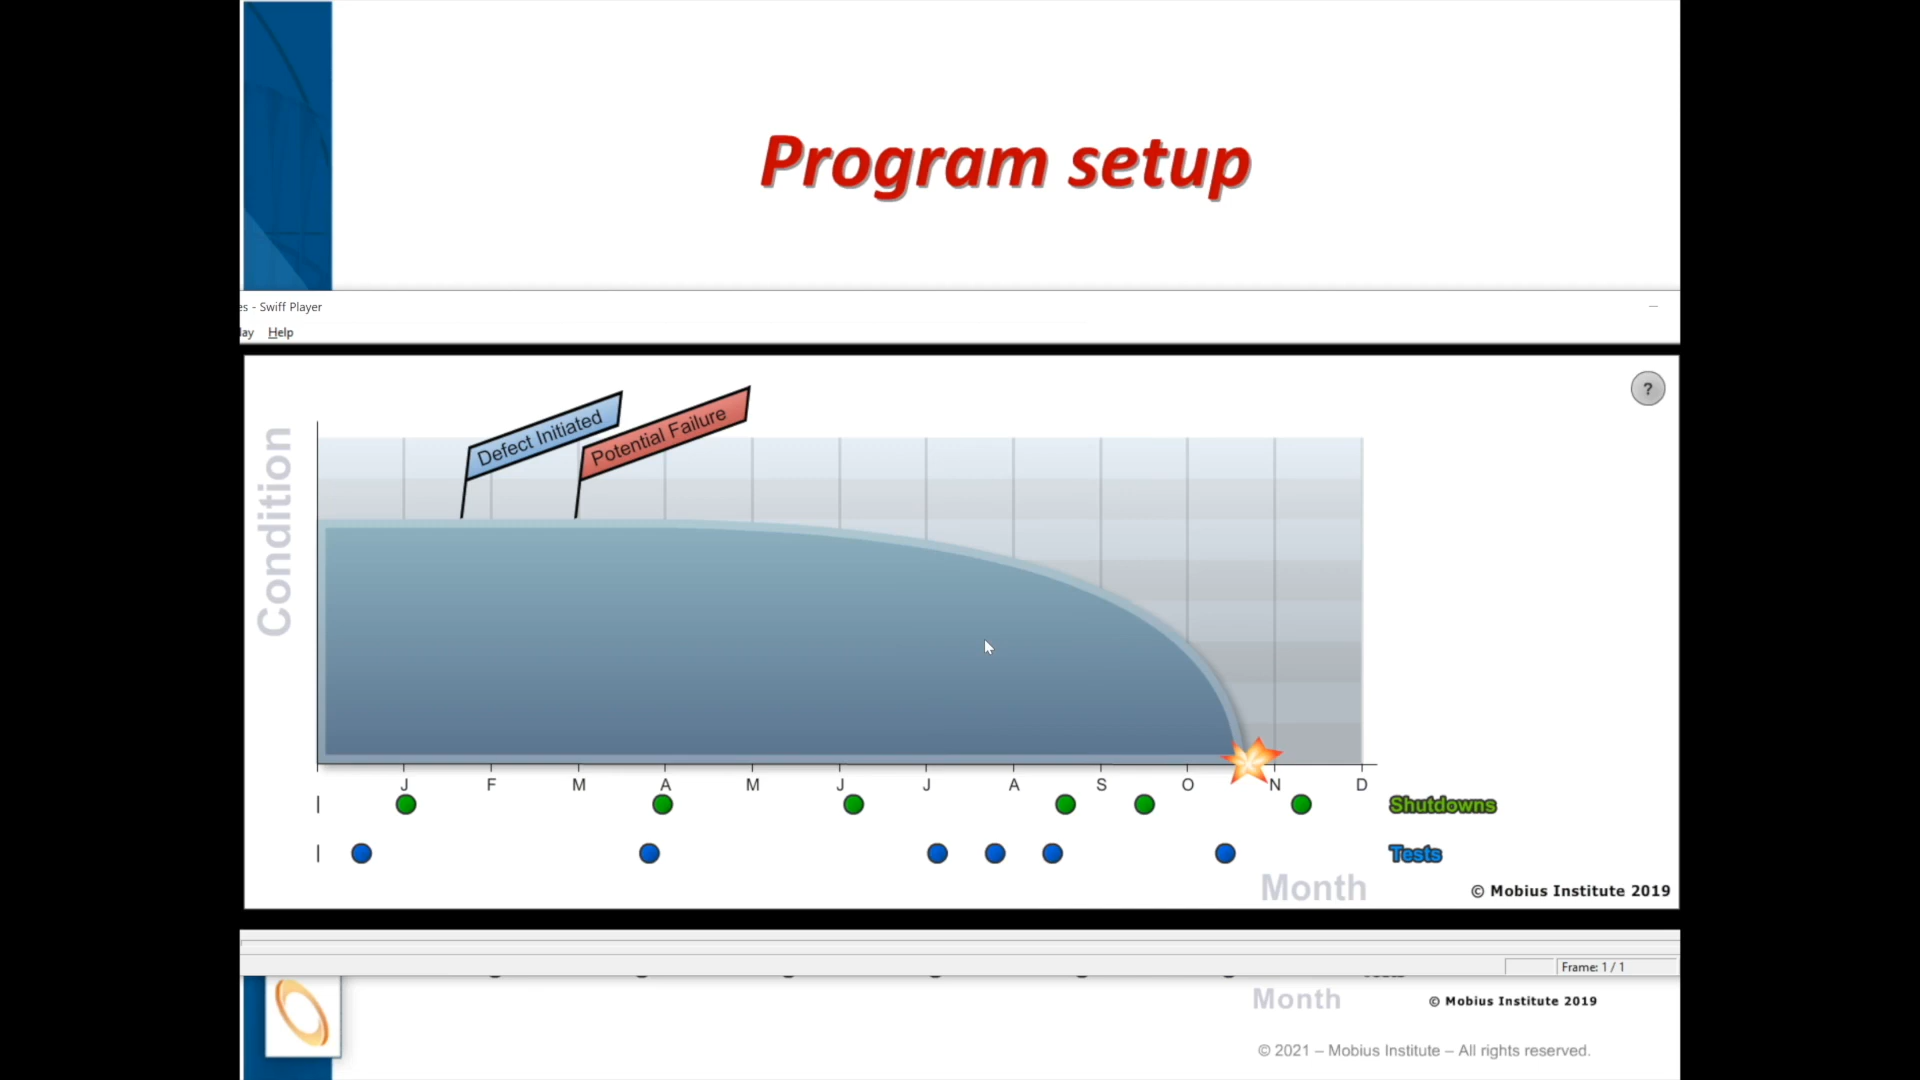 Program setup
es - Swiff Player
lay Help
?
Defect Initiated
Potential Failure
Condition
J F M A M J J A S O N D
Shutdowns
Tests
Month
© Mobius Institute 2019
Frame: 1 / 1
Month
© Mobius Institute 2019
© 2021 – Mobius Institute – All rights reserved.